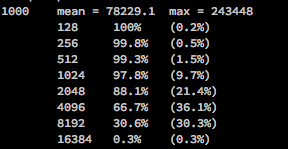 1000 mean = 78229.1 max = 243448
128 100% (0.2%)
256 99.8% (0.5%)
512 99.3% (1.5%)
1024 97.8% (9.7%)
2048 88.1% (21.4%)
4096 66.7% (36.1%)
8192 30.6% (30.3%)
16384 0.3% (0.3%)